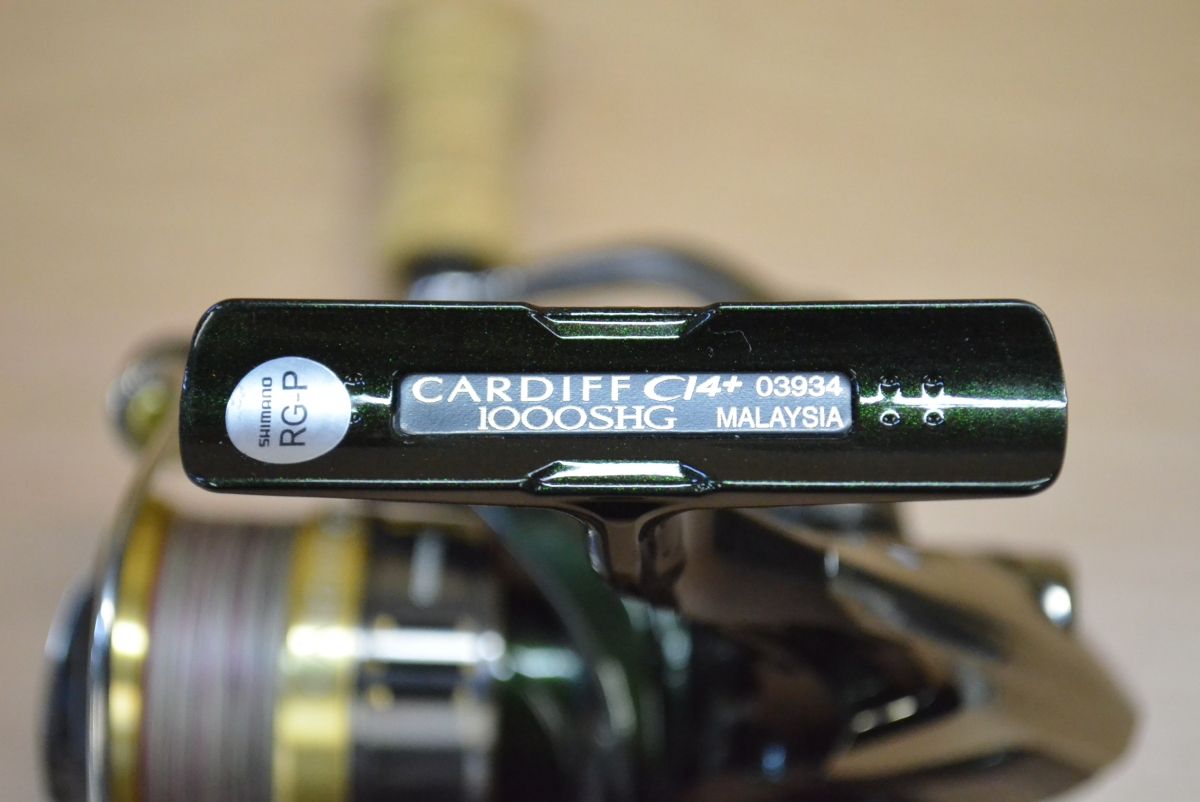 SHIMANO
RG-P
CARDIFF CI4+ 03934
1000SHG MALAYSIA